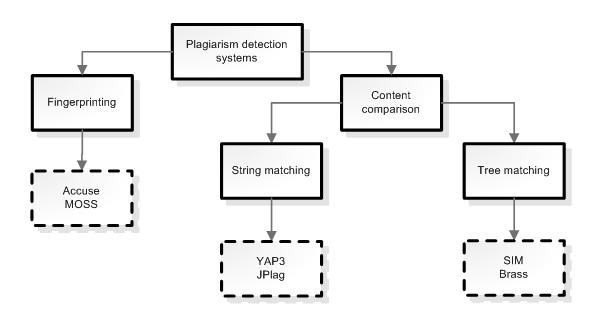 Plagiarism detection
systems
Fingerprinting
Content
comparison
Accuse
MOSS
String matching
Tree matching
YAP3
JPlag
SIM
Brass